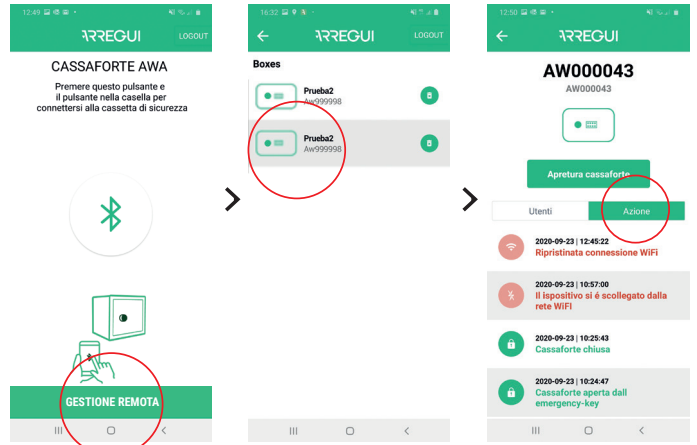 12:49
ARREGUI
LOGOUT
CASSAFORTE AWA
Premere questo pulsante e
il pulsante nella casella per
connettersi alla cassetta di sicurezza
GESTIONE REMOTA
16:32
ARREGUI
LOGOUT
Boxes
Prueba2
Aw999998
Prueba2
Aw999998
12:50
ARREGUI
AW000043
AW000043
Apretura cassaforte
Utenti
Azione
2020-09-23 | 12:45:22
Ripristinata connessione WiFi
2020-09-23 | 10:57:00
Il ispositivo si é scollegato dalla
rete WiFI
2020-09-23 | 10:25:43
Cassaforte chiusa
2020-09-23 | 10:24:47
Cassaforte aperta dall
emergency-key